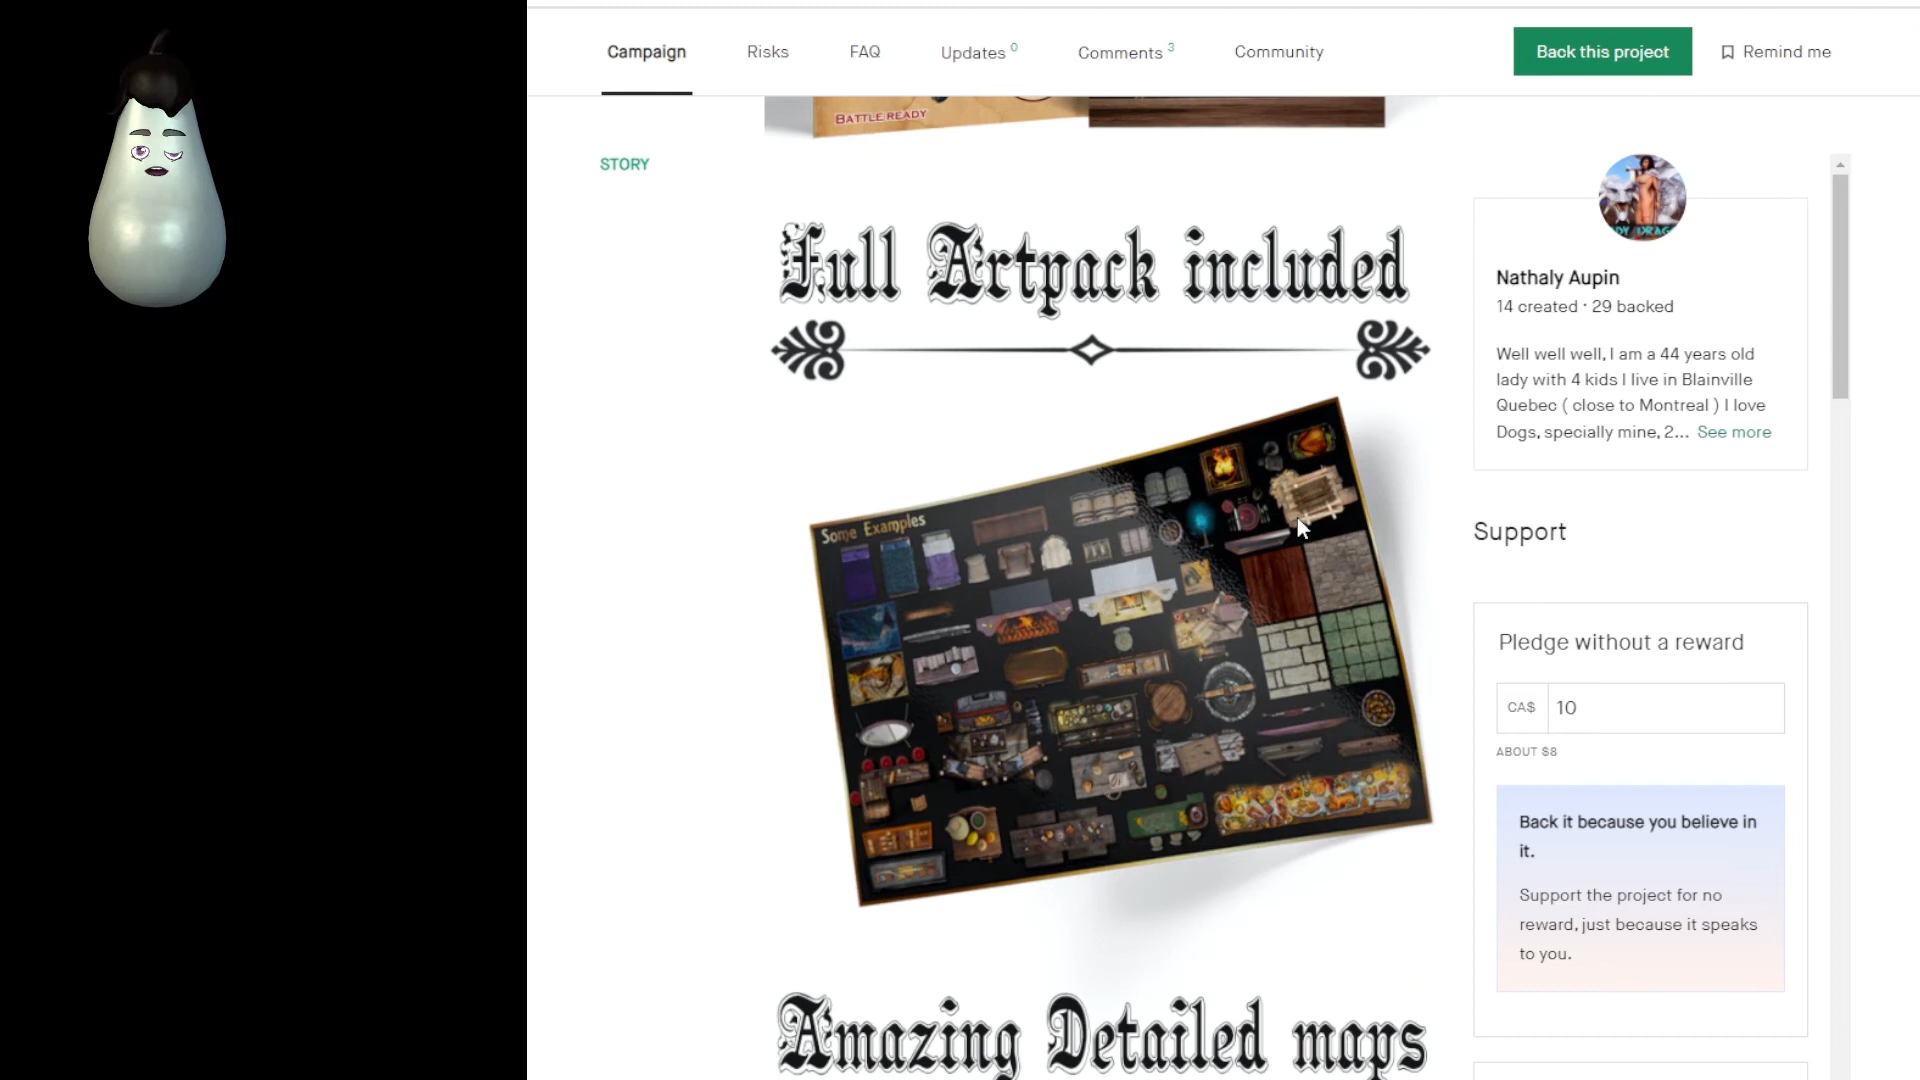 Campaign
Risks
FAQ
Updates 0
Comments 3
Community
Back this project
Remind me
BATTLE READY
STORY
Full Artpack included
Some Examples
Amazing Detailed maps
DY DRAG
Nathaly Aupin
14 created · 29 backed
Well well well, I am a 44 years old
lady with 4 kids I live in Blainville
Quebec ( close to Montreal ) I love
Dogs, specially mine, 2... See more
Support
Pledge without a reward
CA$ 10
ABOUT $8
Back it because you believe in
it.
Support the project for no
reward, just because it speaks
to you.